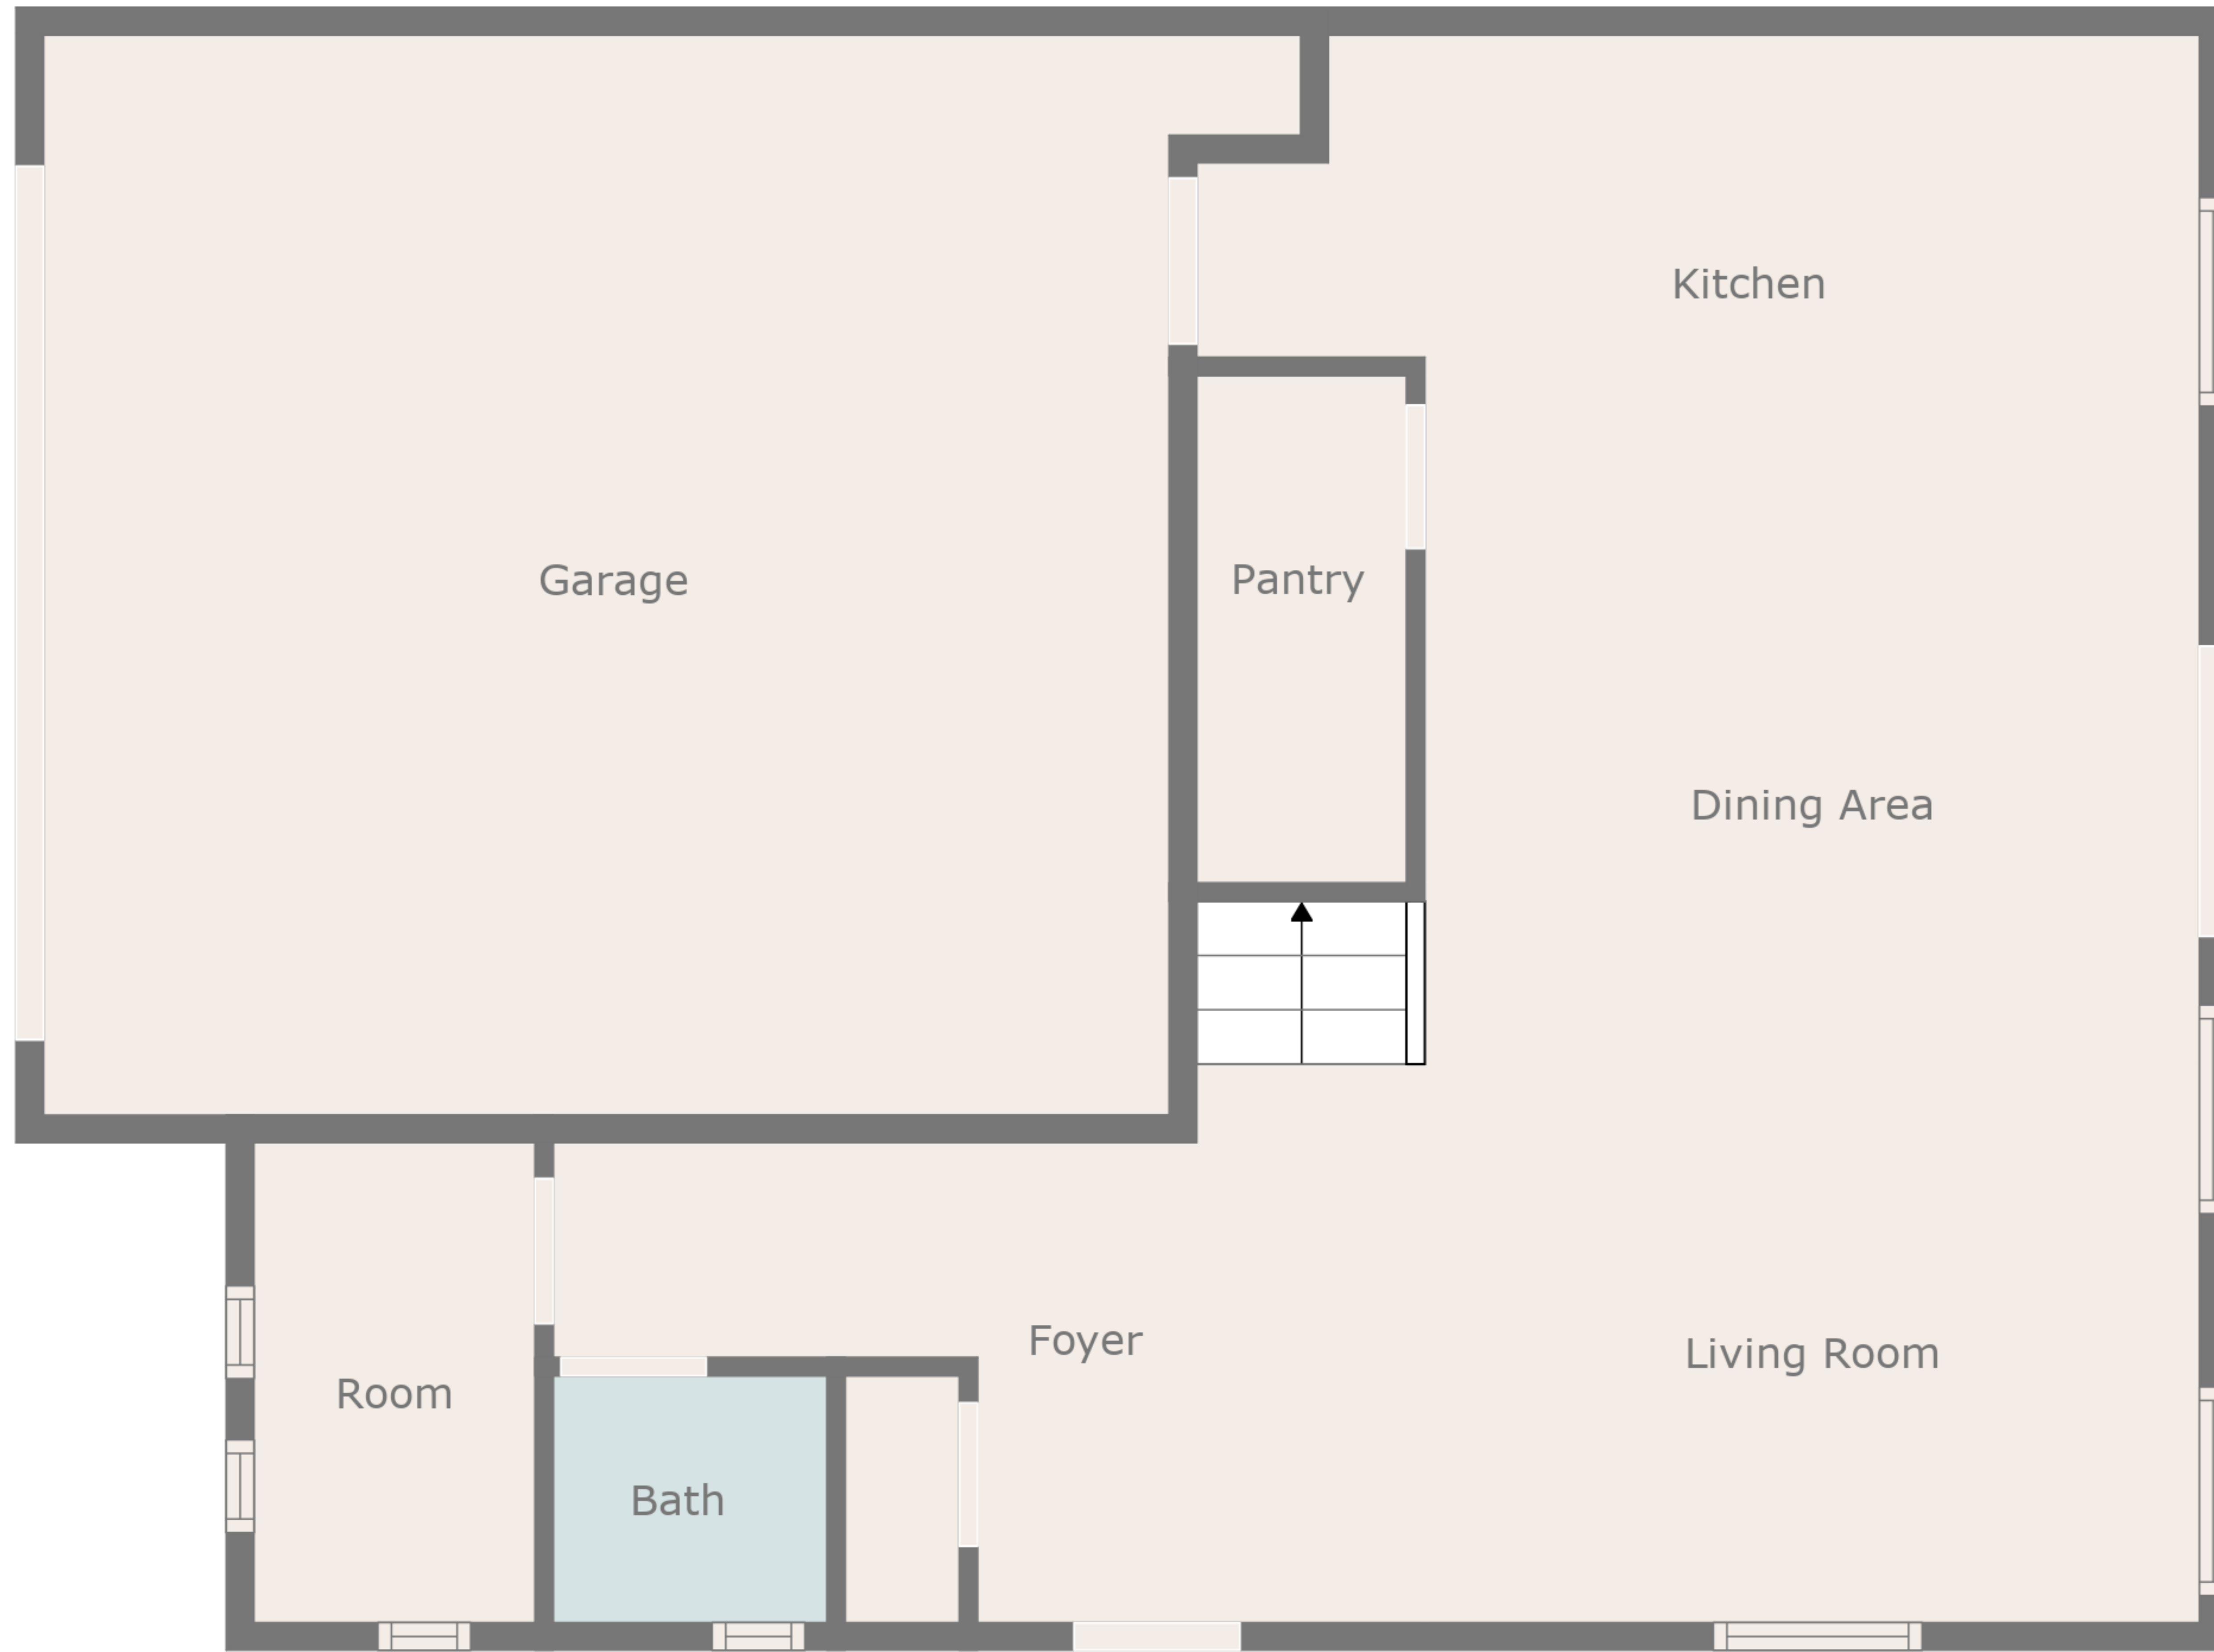 Kitchen
Garage
Pantry
Dining Area
Foyer
Living Room
Room
Bath